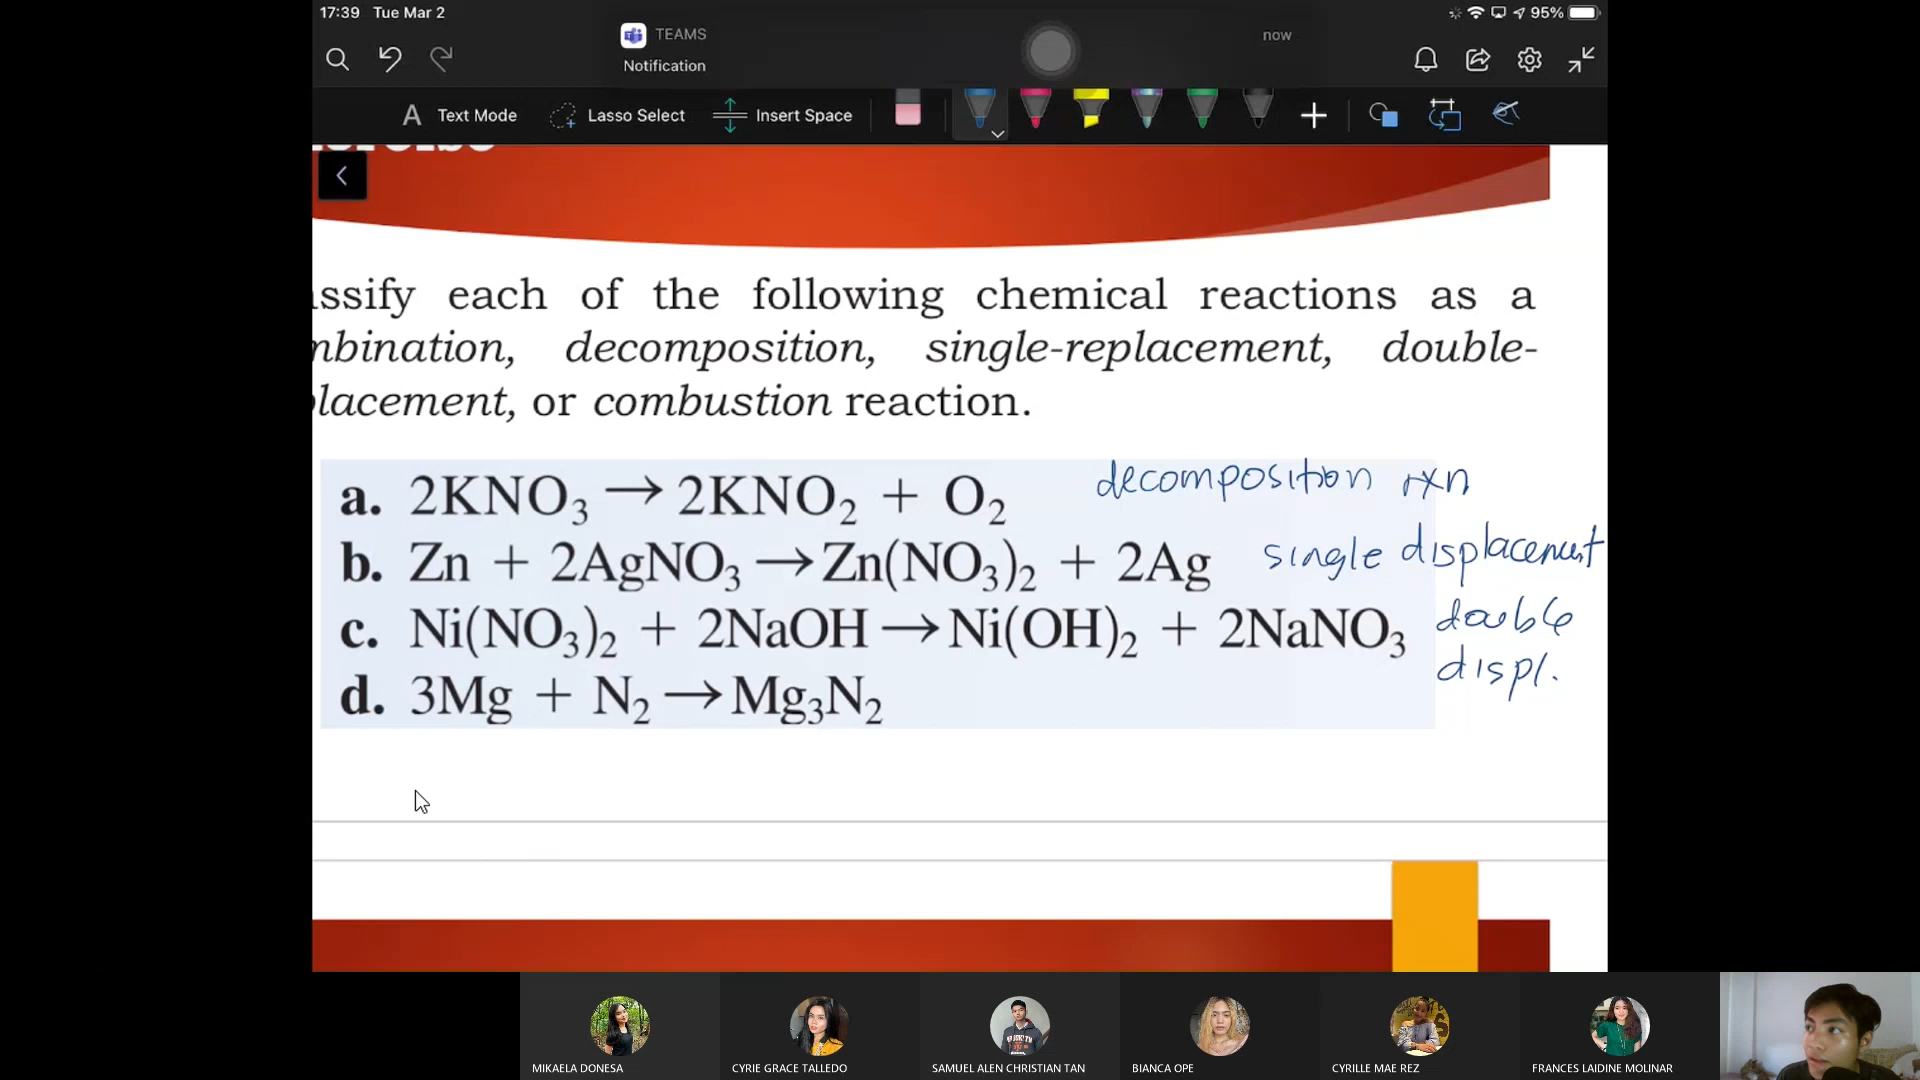 17:39 Tue Mar 2
95%
TEAMS
now
Notification
A Text Mode
Lasso Select
Insert Space
ssify each of the following chemical reactions as a
nbination, decomposition, single-replacement, double-
lacement, or combustion reaction.
a. 2KNO₃ → 2KNO₂ + O₂
decomposition rxn
b. Zn + 2AgNO₃ → Zn(NO₃)₂ + 2Ag
single displacement
c. Ni(NO₃)₂ + 2NaOH → Ni(OH)₂ + 2NaNO₃
double
displ.
d. 3Mg + N₂ → Mg₃N₂
MIKAELA DONESA
CYRIE GRACE TALLEDO
SAMUEL ALEN CHRISTIAN TAN
BIANCA OPE
CYRILLE MAE REZ
FRANCES LAIDINE MOLINAR